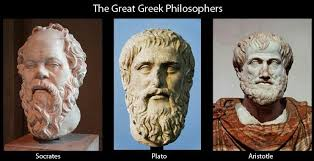 The Great Greek Philosophers
Socrates
Plato
Aristotle